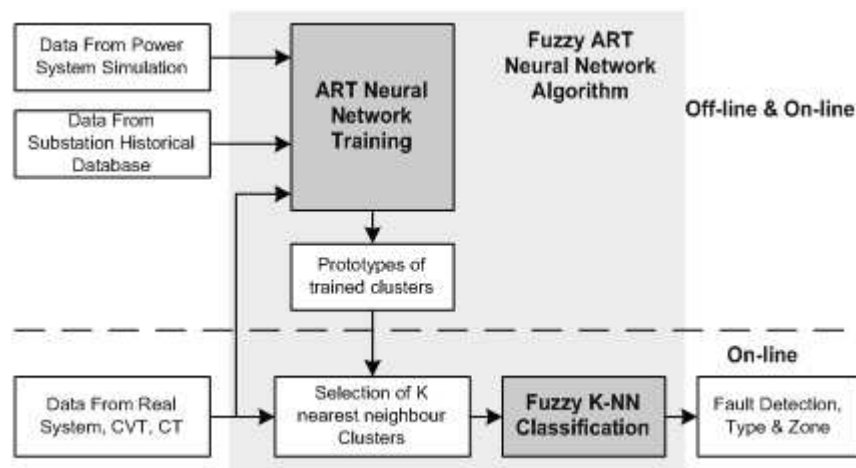 Data From Power
System Simulation
Data From
Substation Historical
Database
ART Neural
Network
Training
Fuzzy ART
Neural Network
Algorithm
Off-line & On-line
Prototypes of
trained clusters
On-line
Data From Real
System, CVT, CT
Selection of K
nearest neighbour
Clusters
Fuzzy K-NN
Classification
Fault Detection,
Type & Zone